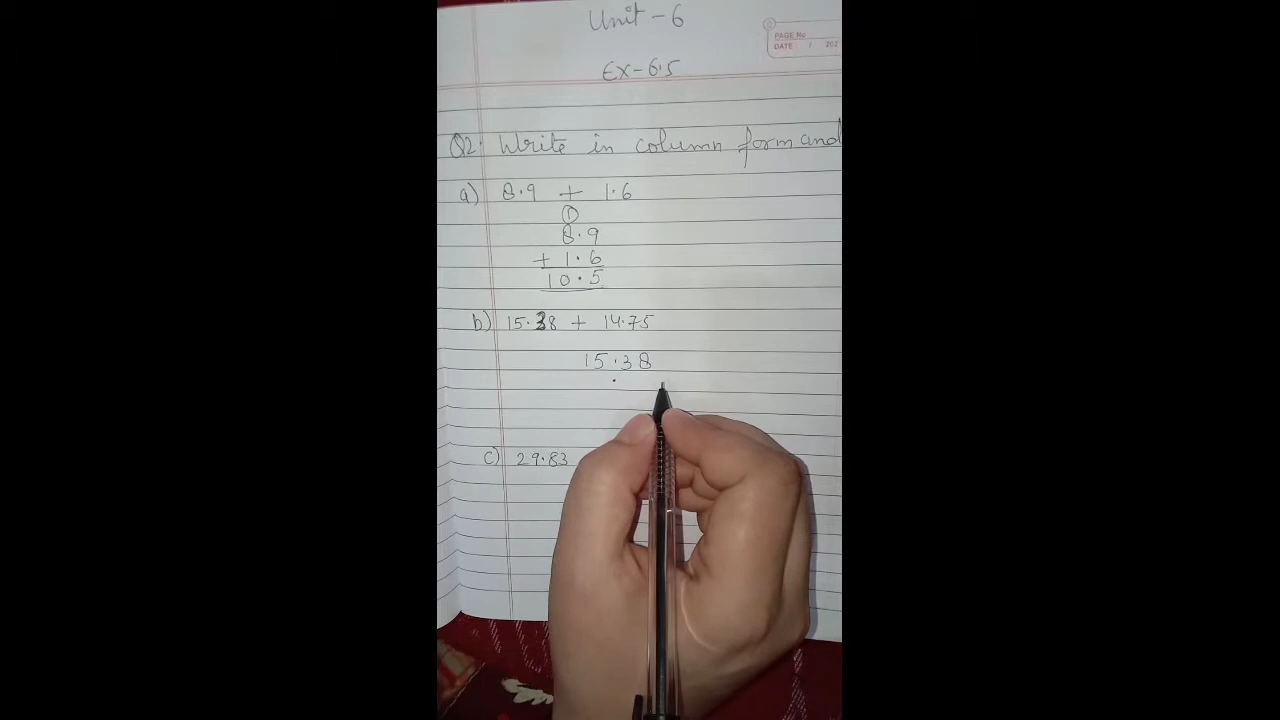 Unit - 6
PAGE No
DATE : / 202
Ex - 6.5
Q2. Write in column form and
a) 8.9 + 1.6
1
8.9
+ 1.6
10.5
b) 15.38 + 14.75
15.38
.
c) 29.83